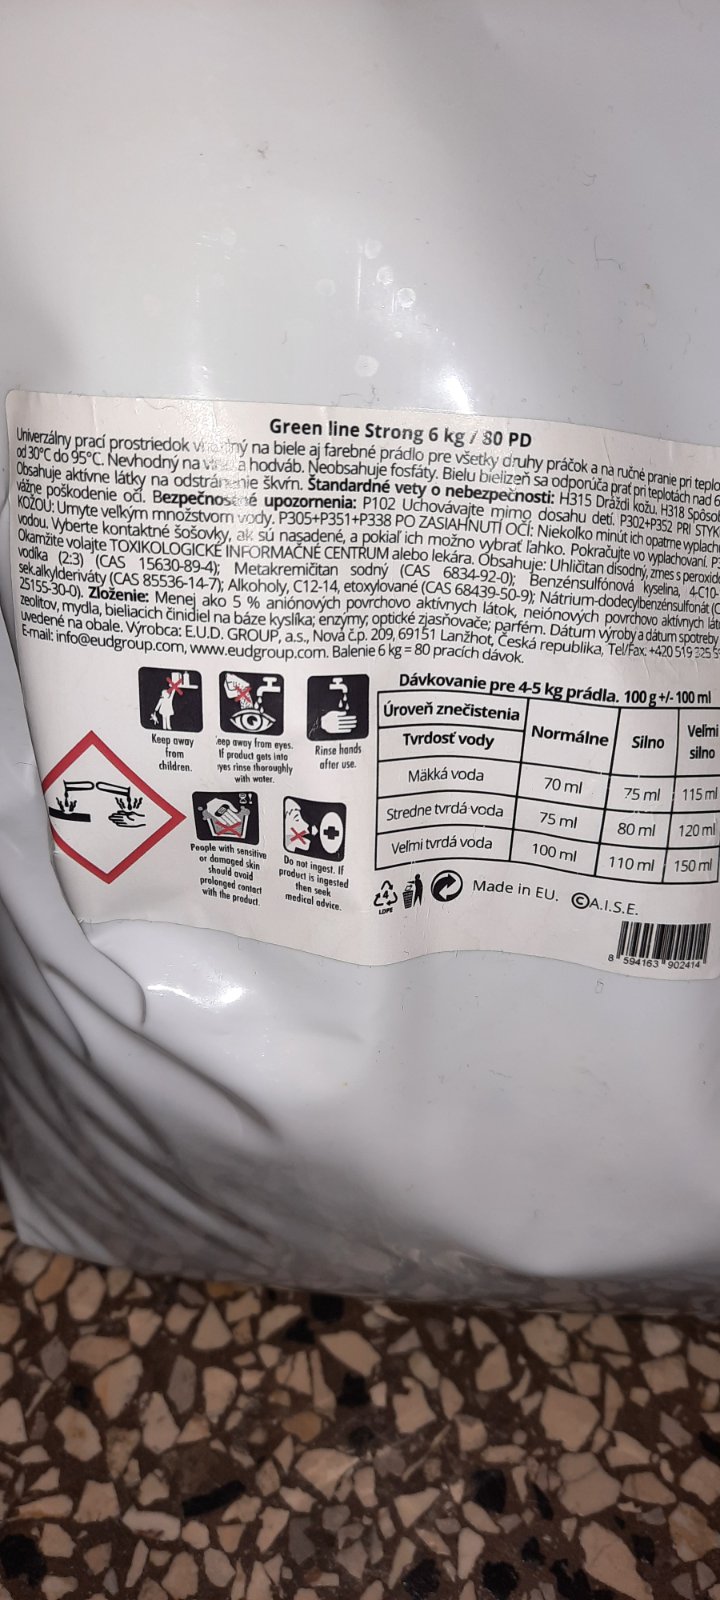 Green line Strong 6 kg / 80 PD
Univerzálny prací prostriedok na biele aj farebné prádlo pre všetky druhy práčok a na ručné pranie pri teplo
od 30°C do 95°C. Nevhodný na a hodváb. Neobsahuje fosfáty. Bielu bielizeň sa odporúča prať pri teplotách nad 6
Obsahuje aktívne látky na odstránenie škvŕn. Štandardné vety o nebezpečnosti: H315 Dráždi kožu. H318 Spôsob
vážne poškodenie očí. Bezpečnostné upozornenia: P102 Uchovávajte mimo dosahu detí. P302+P352 PRI STYK
KOŽOU: Umyte veľkým množstvom vody. P305+P351+P338 PO ZASIAHNUTÍ OČÍ: Niekoľko minút ich opatrne vyplach
vodou. Vyberte kontaktné šošovky, ak sú nasadené, a pokiaľ ich možno vybrať ľahko. Pokračujte vo vyplachovaní. P3
Okamžite volajte TOXIKOLOGICKÉ INFORMAČNÉ CENTRUM alebo lekára. Obsahuje: Uhličitan disodný, zmes s peroxid
vodíka (2:3) (CAS 15630-89-4); Metakremičitan sodný (CAS 6834-92-0); Benzénsulfónová kyselina, 4-C10-
sek.alkylderiváty (CAS 85536-14-7); Alkoholy, C12-14, etoxylované (CAS 68439-50-9); Nátrium-dodecylbenzénsulfonát (C
25155-30-0). Zloženie: Menej ako 5 % aniónových povrchovo aktívnych látok, neiónových povrchovo aktívnych láto
zeolitov, mydla, bieliacich činidiel na báze kyslíka; enzýmy; optické zjasňovače; parfém. Dátum výroby a dátum spotreby
uvedené na obale. Výrobca: E.U.D. GROUP, a.s., Nová č.p. 209, 69151 Lanžhot, Česká republika, Tel/Fax: +420 519 325
E-mail: info@eudgroup.com, www.eudgroup.com. Balenie 6 kg = 80 pracích dávok.
Keep away
from
children.
eep away from eyes.
If product gets into
yes rinse thoroughly
with water.
Rinse hands
after use.
People with sensitive
or damaged skin
should avoid
prolonged contact
with the product.
Do not ingest. If
product is ingested
then seek
medical advice.
Dávkovanie pre 4-5 kg prádla. 100 g +/- 100 ml
Úroveň znečistenia
Tvrdosť vody
Normálne
Silno
Veľmi
silno
Mäkká voda 70 ml 75 ml 115 ml
Stredne tvrdá voda 75 ml 80 ml 120 ml
Veľmi tvrdá voda 100 ml 110 ml 150 ml
4
LDPE
Made in EU. ©A.I.S.E.
8 594163 902414